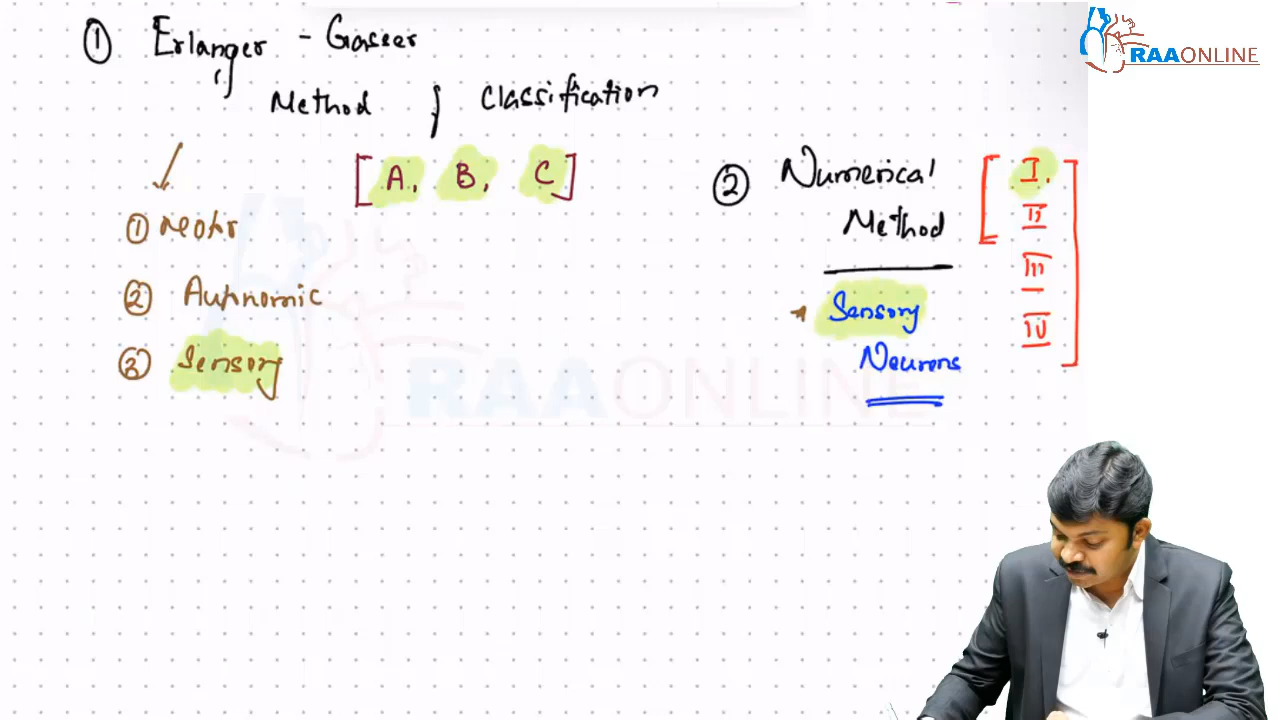 ① Erlanger - Gasser
Method of Classification
[A, B, C]
① Motor
② Autonomic
③ Sensory
② Numerical
Method
Sensory
Neurons
[I,
II
III
IV]
RAAONLINE
RAAONLINE